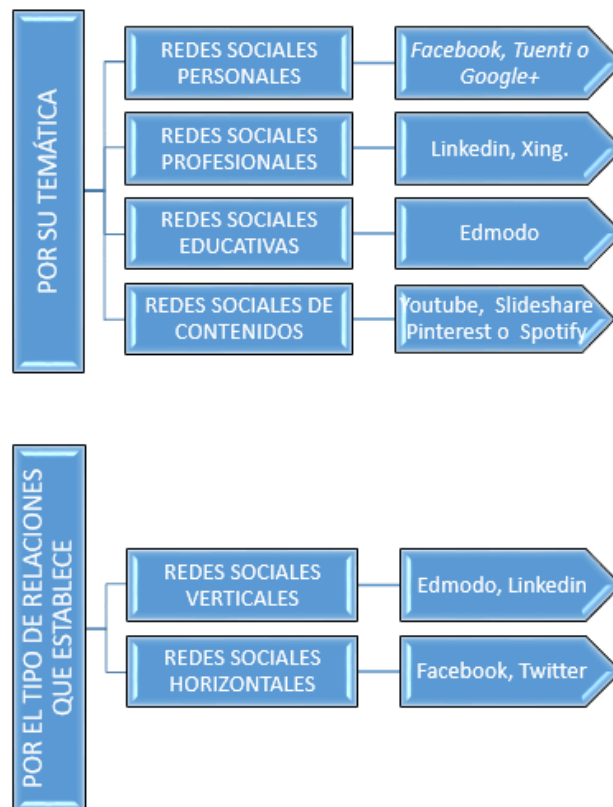 POR SU TEMÁTICA
REDES SOCIALES
PERSONALES
Facebook, Tuenti o
Google+
REDES SOCIALES
PROFESIONALES
Linkedin, Xing.
REDES SOCIALES
EDUCATIVAS
Edmodo
REDES SOCIALES DE
CONTENIDOS
Youtube, Slideshare
Pinterest o Spotify
POR EL TIPO DE RELACIONES
QUE ESTABLECE
REDES SOCIALES
VERTICALES
Edmodo, Linkedin
REDES SOCIALES
HORIZONTALES
Facebook, Twitter